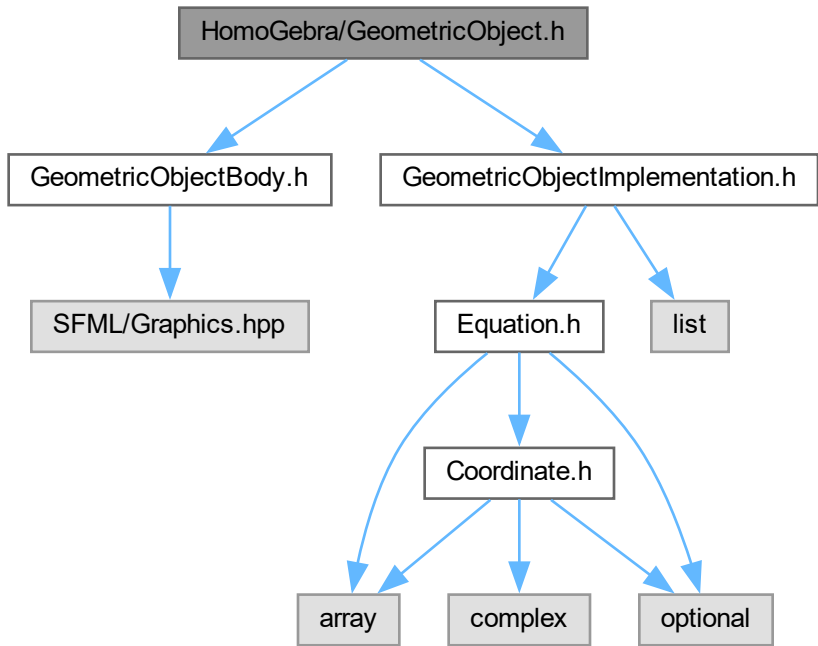 HomoGebra/GeometricObject.h
GeometricObjectBody.h
GeometricObjectImplementation.h
SFML/Graphics.hpp
Equation.h
list
Coordinate.h
array
complex
optional